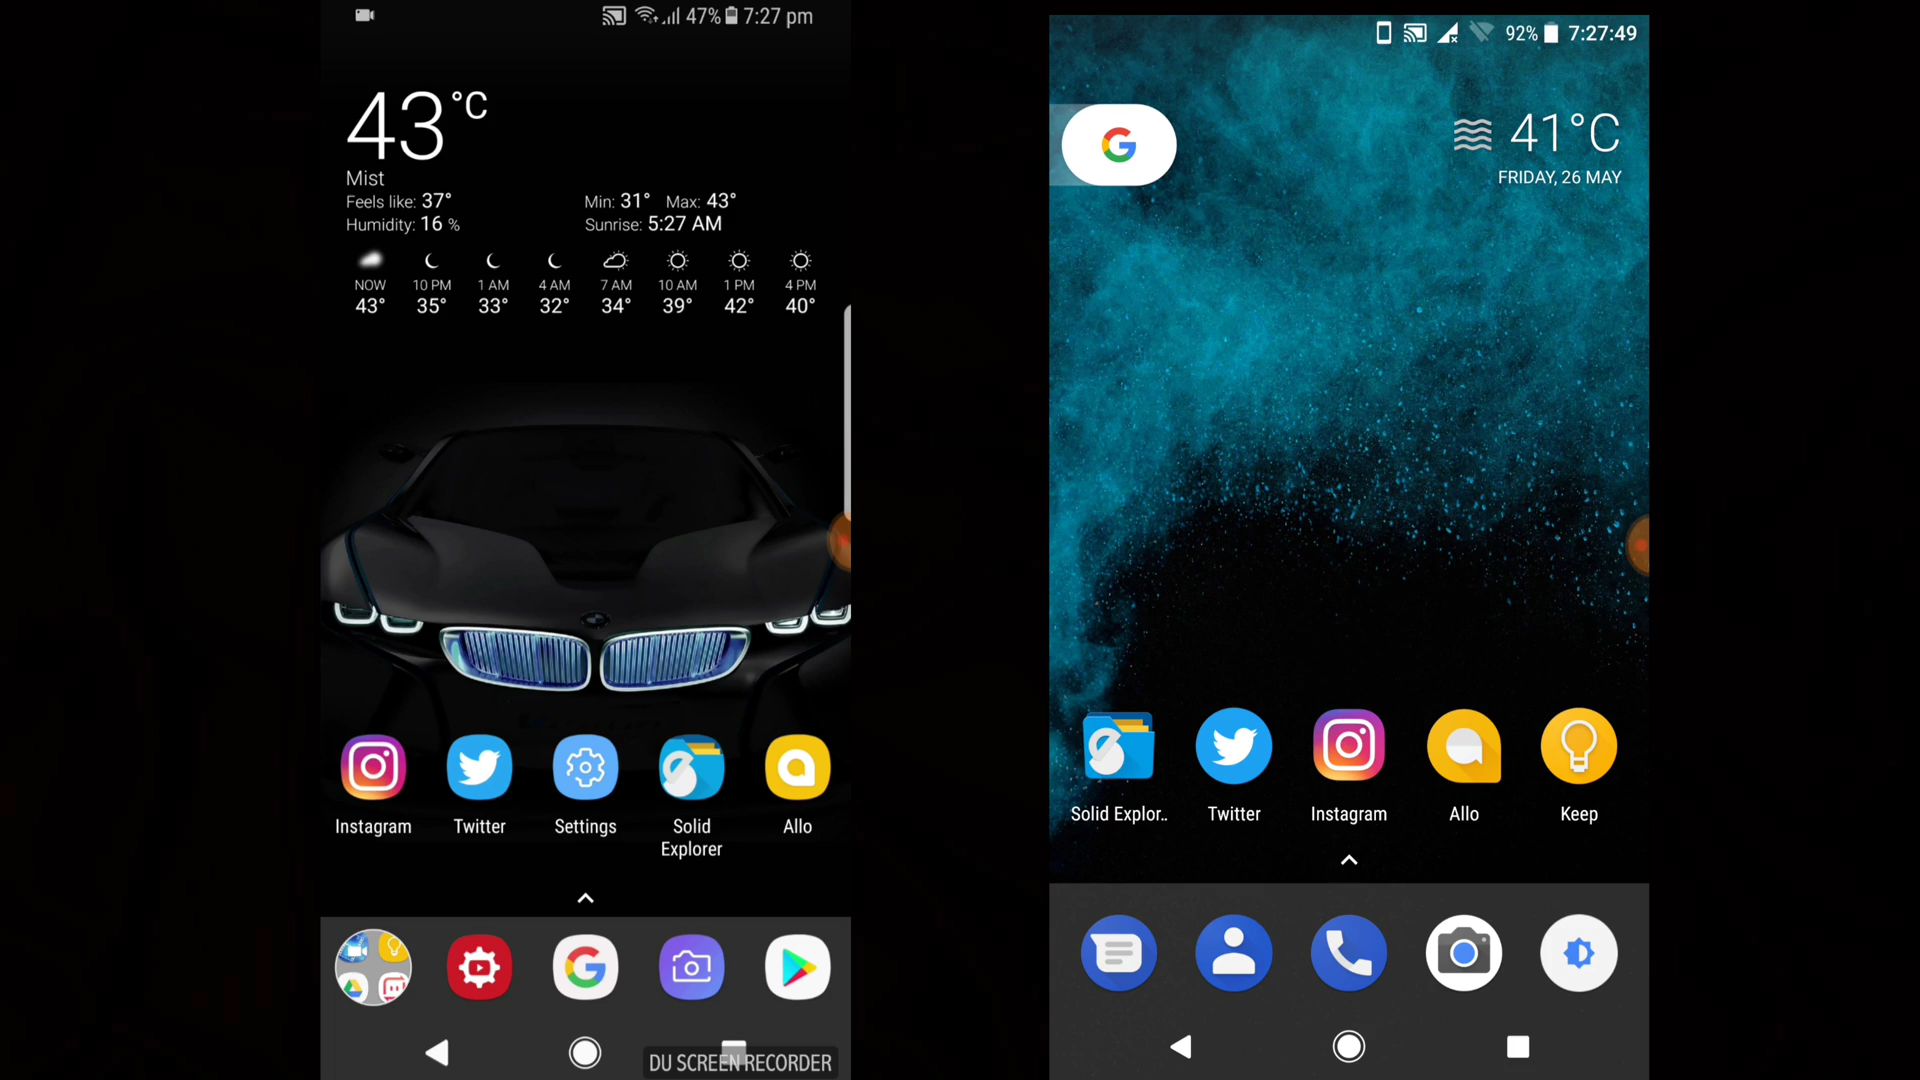 47% 7:27 pm
43°C
Mist
Feels like: 37°
Humidity: 16 %
Min: 31° Max: 43°
Sunrise: 5:27 AM
NOW 10 PM 1 AM 4 AM 7 AM 10 AM 1 PM 4 PM
43° 35° 33° 32° 34° 39° 42° 40°
Instagram Twitter Settings Solid Explorer Allo
DU SCREEN RECORDER
92% 7:27:49
G
41°C
FRIDAY, 26 MAY
Solid Explor.. Twitter Instagram Allo Keep